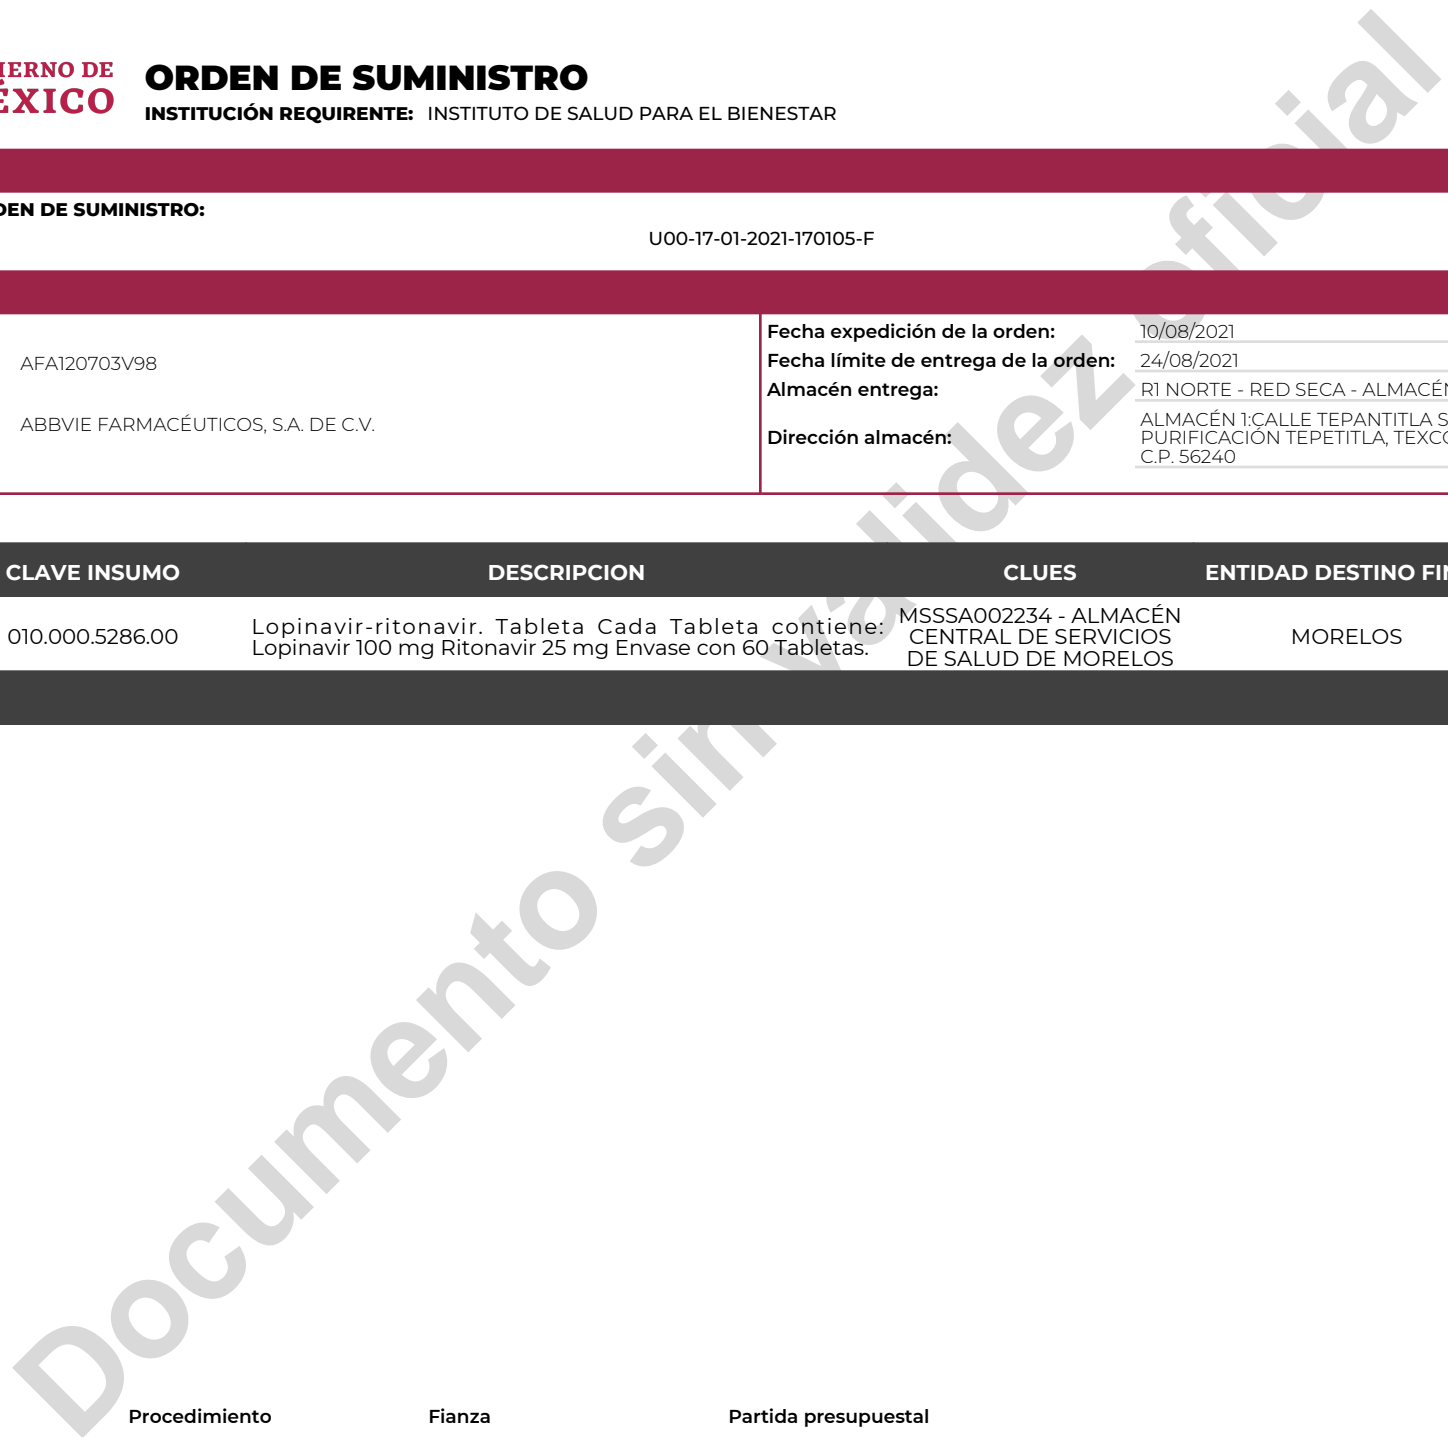 IERNO DE
ÉXICO
ORDEN DE SUMINISTRO
INSTITUCIÓN REQUIRENTE: INSTITUTO DE SALUD PARA EL BIENESTAR
DEN DE SUMINISTRO:
U00-17-01-2021-170105-F
AFA120703V98
ABBVIE FARMACÉUTICOS, S.A. DE C.V.
Fecha expedición de la orden: 10/08/2021
Fecha límite de entrega de la orden: 24/08/2021
Almacén entrega: R1 NORTE - RED SECA - ALMACÉN
Dirección almacén:
ALMACÉN 1:CALLE TEPANTITLA S
PURIFICACIÓN TEPETITLA, TEXCO
C.P. 56240
CLAVE INSUMO DESCRIPCION CLUES ENTIDAD DESTINO FIN
010.000.5286.00
Lopinavir-ritonavir. Tableta Cada Tableta contiene:
Lopinavir 100 mg Ritonavir 25 mg Envase con 60 Tabletas.
MSSSA002234 - ALMACÉN
CENTRAL DE SERVICIOS
DE SALUD DE MORELOS
MORELOS
Documento sin validez oficial
Procedimiento Fianza Partida presupuestal